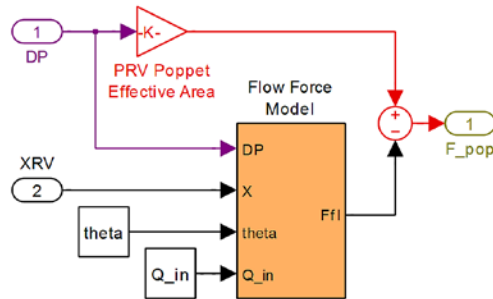 1
DP
-K-
PRV Poppet
Effective Area
Flow Force
Model
+
−
1
F_pop
XRV
2
DP
X
theta
Q_in
Ffl
theta
Q_in